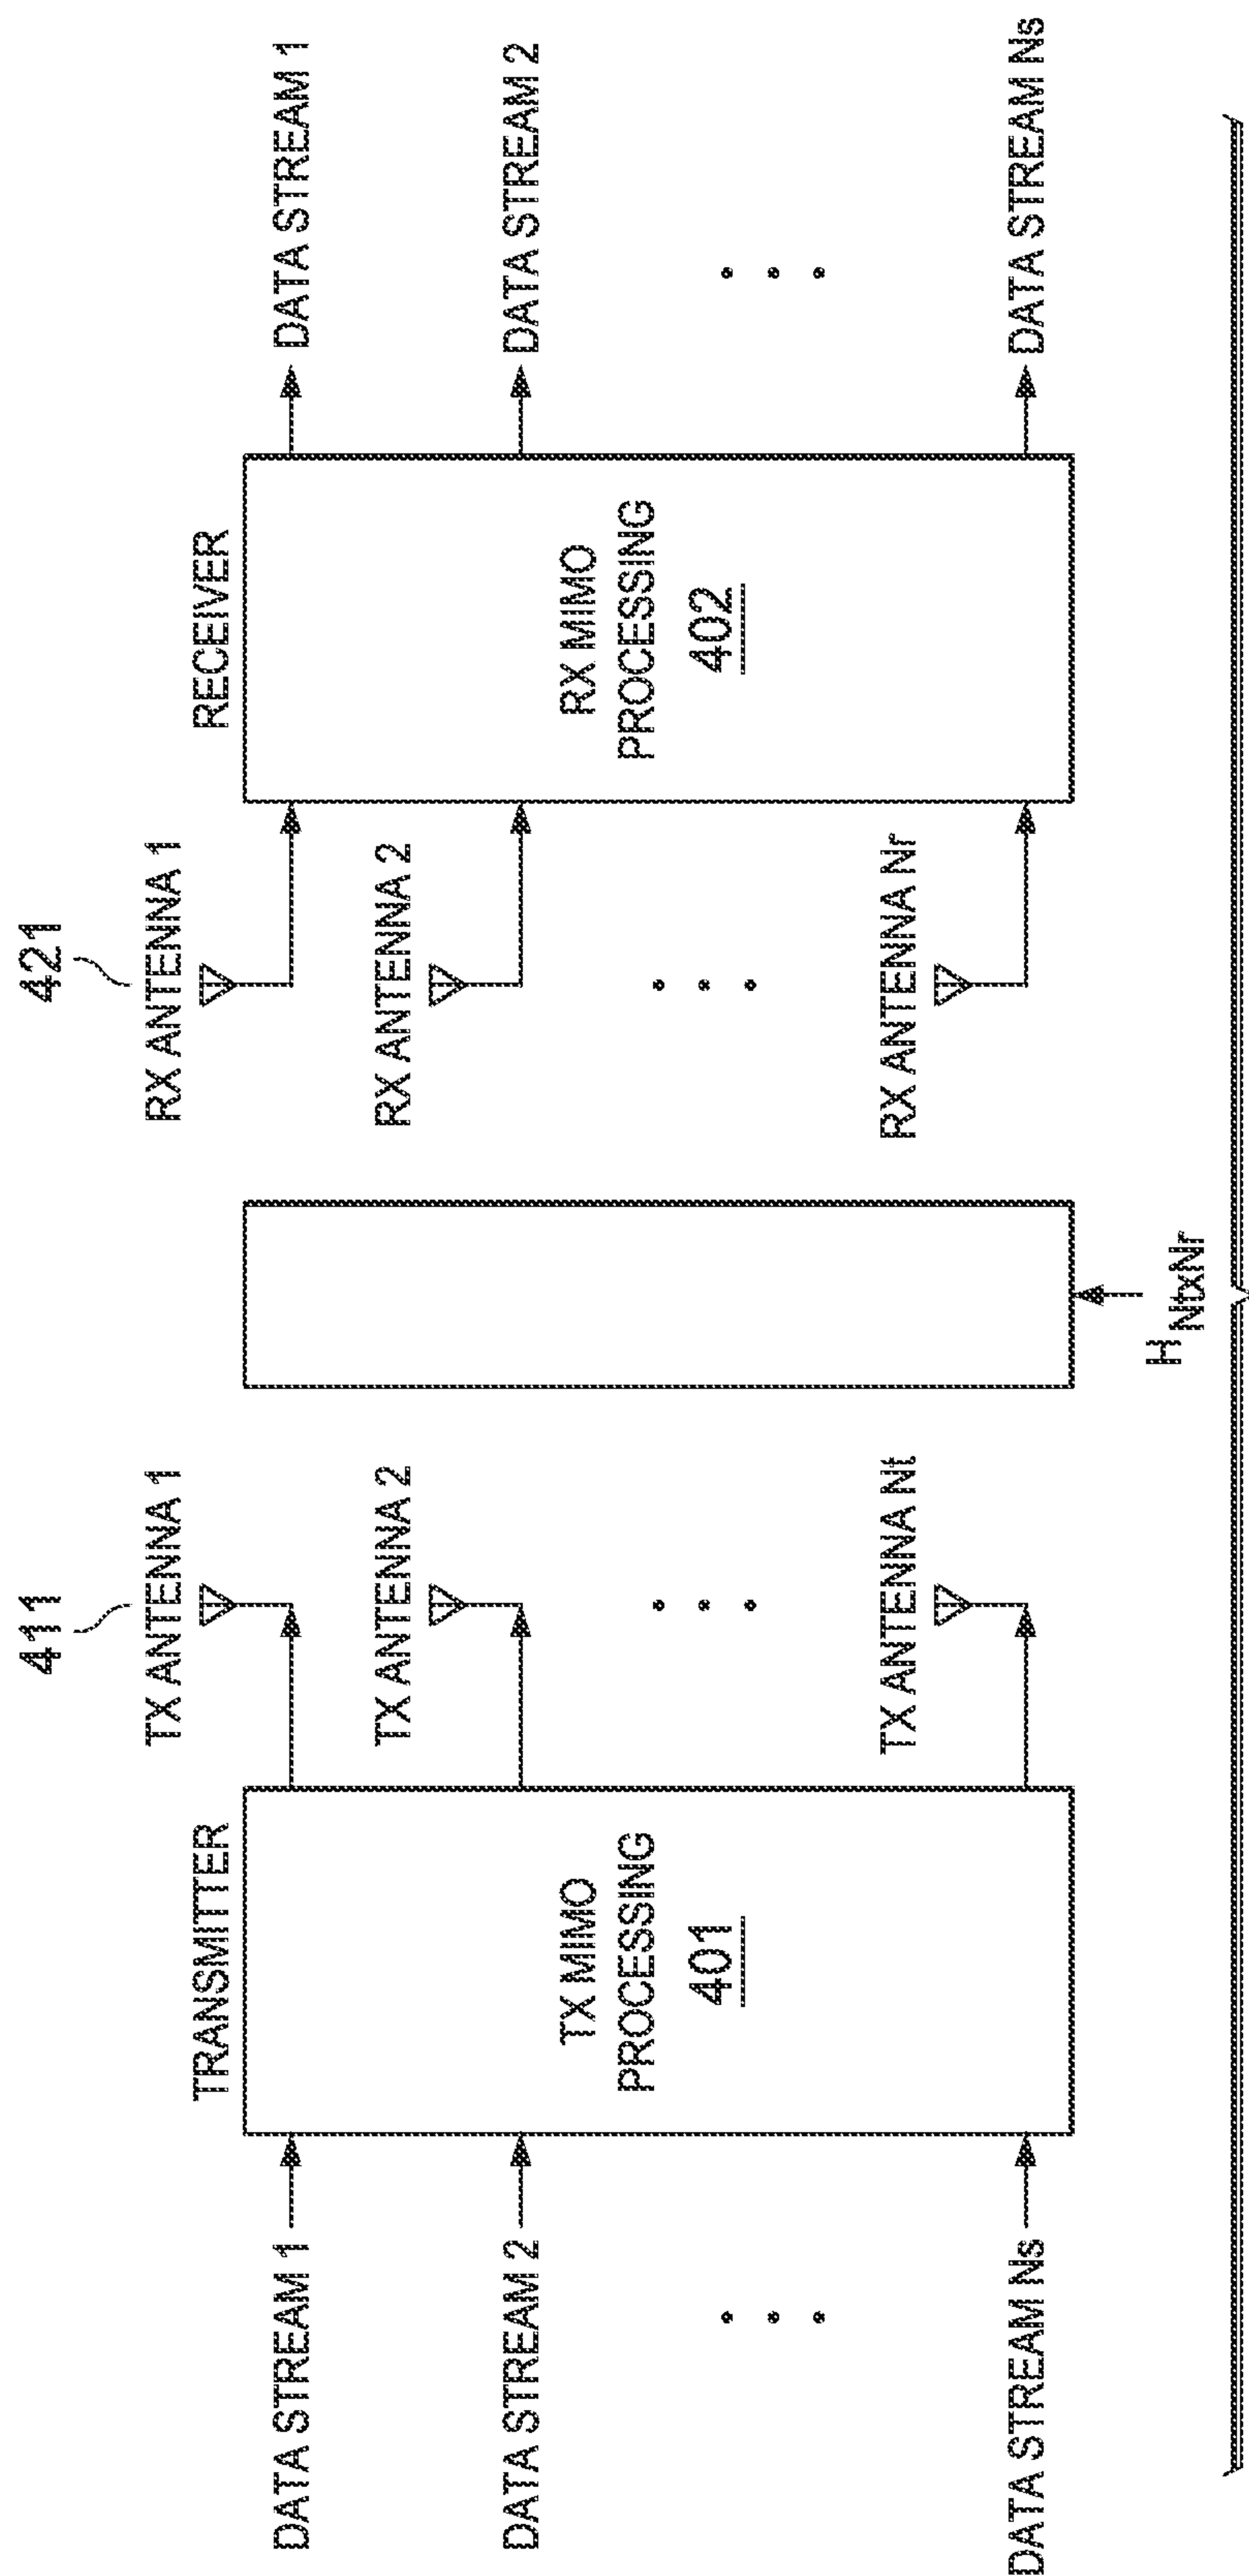 411
421
TX ANTENNA 1
RX ANTENNA 1
TRANSMITTER
RECEIVER
DATA STREAM 1
DATA STREAM 1
TX ANTENNA 2
RX ANTENNA 2
DATA STREAM 2
DATA STREAM 2
TX MIMO
PROCESSING
401
RX MIMO
PROCESSING
402
TX ANTENNA Nt
RX ANTENNA Nr
DATA STREAM Ns
DATA STREAM Ns
H NtxNr